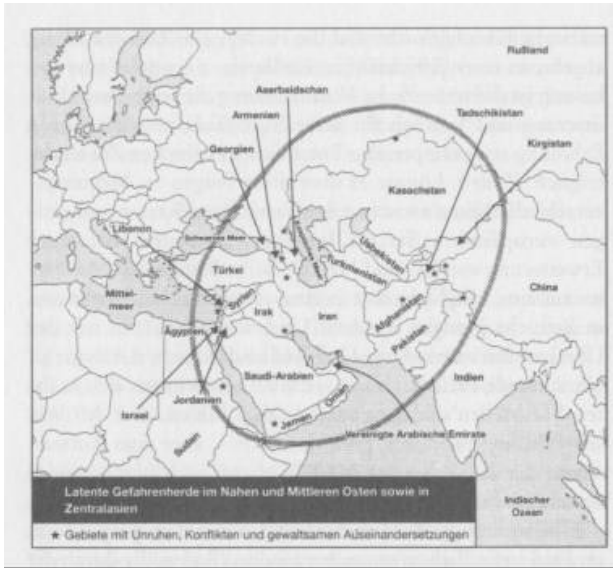 Rußland
Aserbaidschan
Armenien
Tadschikistan
Georgien
Kirgistan
Kasachstan
Libanon
Schwarzes Meer
Usbekistan
Turkmenistan
Türkei
China
Mittel-
meer
Syrien
Irak
Iran
Afghanistan
Ägypten
Pakistan
Saudi-Arabien
Indien
Jordanien
Oman
Jemen
Israel
Vereinigte Arabische Emirate
Sudan
Latente Gefahrenherde im Nahen und Mittleren Osten sowie in
Zentralasien
Indischer
Ozean
* Gebiete mit Unruhen, Konflikten und gewaltsamen Auseinandersetzungen